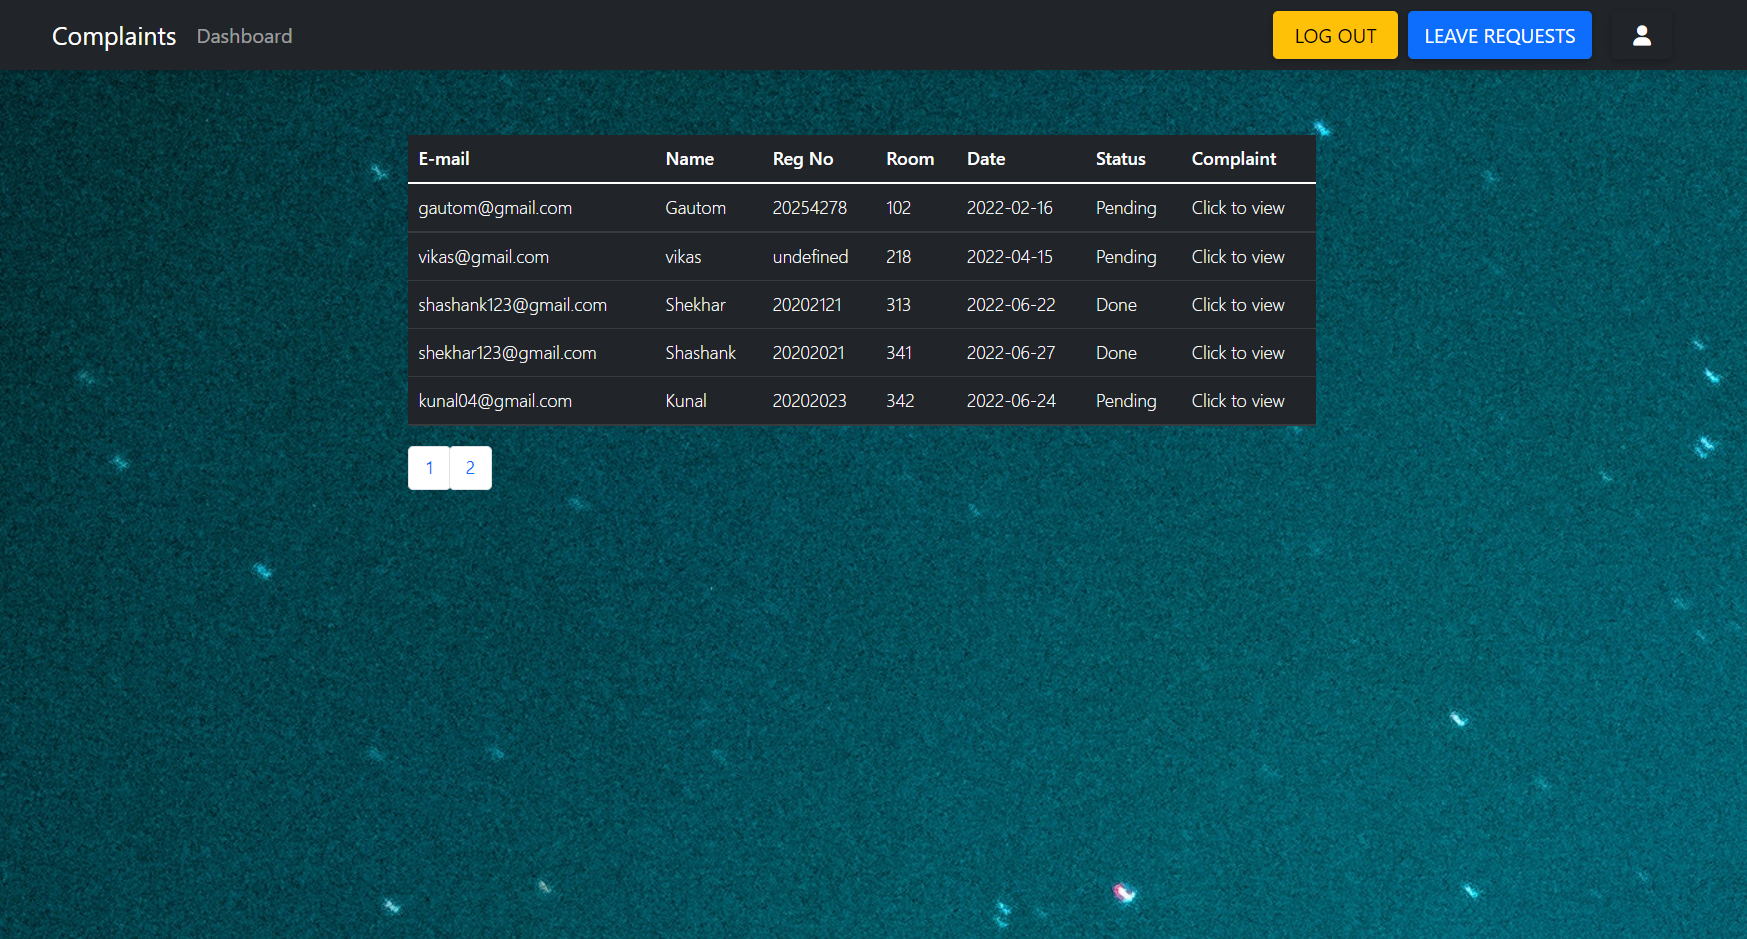 Complaints Dashboard LOG OUT LEAVE REQUESTS
E-mail Name Reg No Room Date Status Complaint
gautom@gmail.com Gautom 20254278 102 2022-02-16 Pending Click to view
vikas@gmail.com vikas undefined 218 2022-04-15 Pending Click to view
shashank123@gmail.com Shekhar 20202121 313 2022-06-22 Done Click to view
shekhar123@gmail.com Shashank 20202021 341 2022-06-27 Done Click to view
kunal04@gmail.com Kunal 20202023 342 2022-06-24 Pending Click to view
1 2